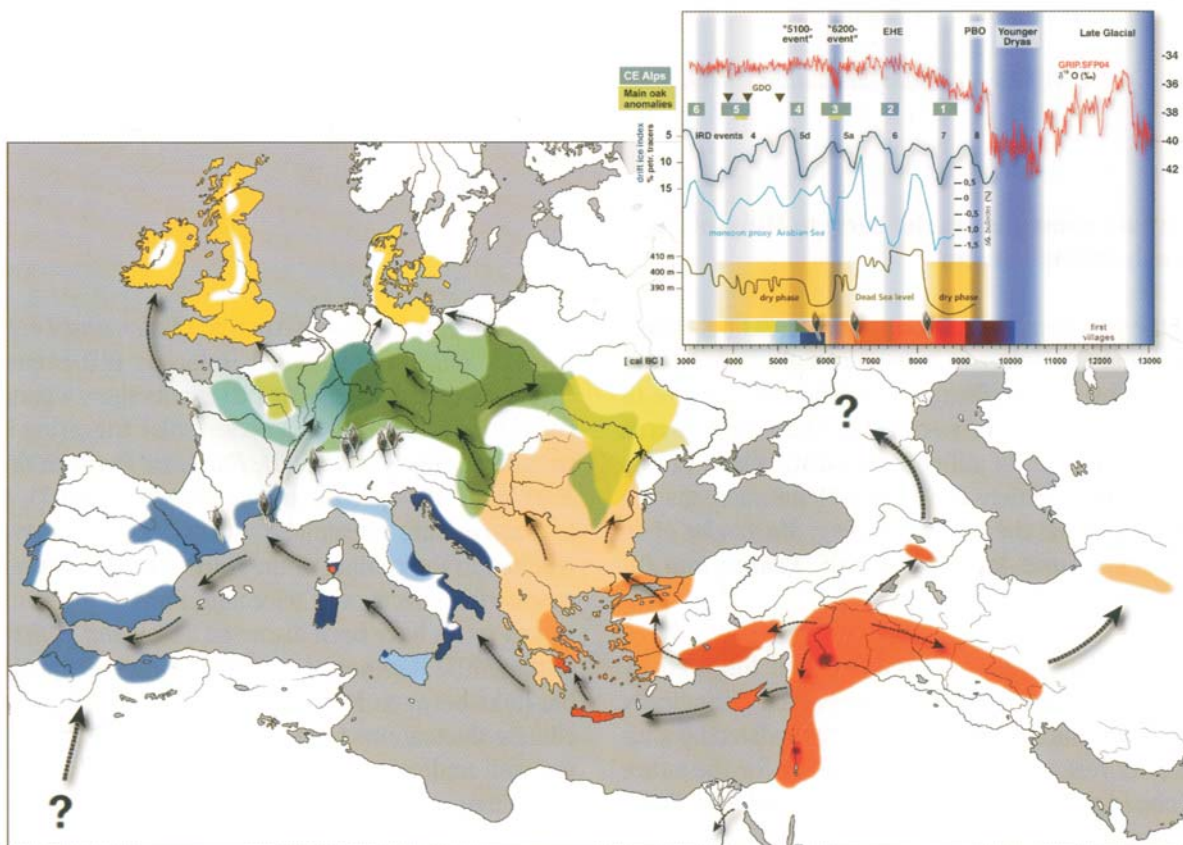 "5100-
event"
"6200-
event"
EHE
PBO
Younger
Dryas
Late Glacial
-34
-36
-38
-40
-42
GRIP.SFP04
δ¹⁸ O (‰)
CE Alps
Main oak
anomalies
GDO
6
5
4
3
2
1
IRD events
4
5d
5a
6
7
8
drift ice index
% petr. tracers
5
10
15
0,5
0
-0,5
-1,0
-1,5
monsoon proxy Arabian Sea
410 m
400 m
390 m
dry phase
Dead Sea level
dry phase
first
villages
[ cal BC]
3000
4000
5000
6000
7000
8000
9000
10000
11000
12000
13000
?
?